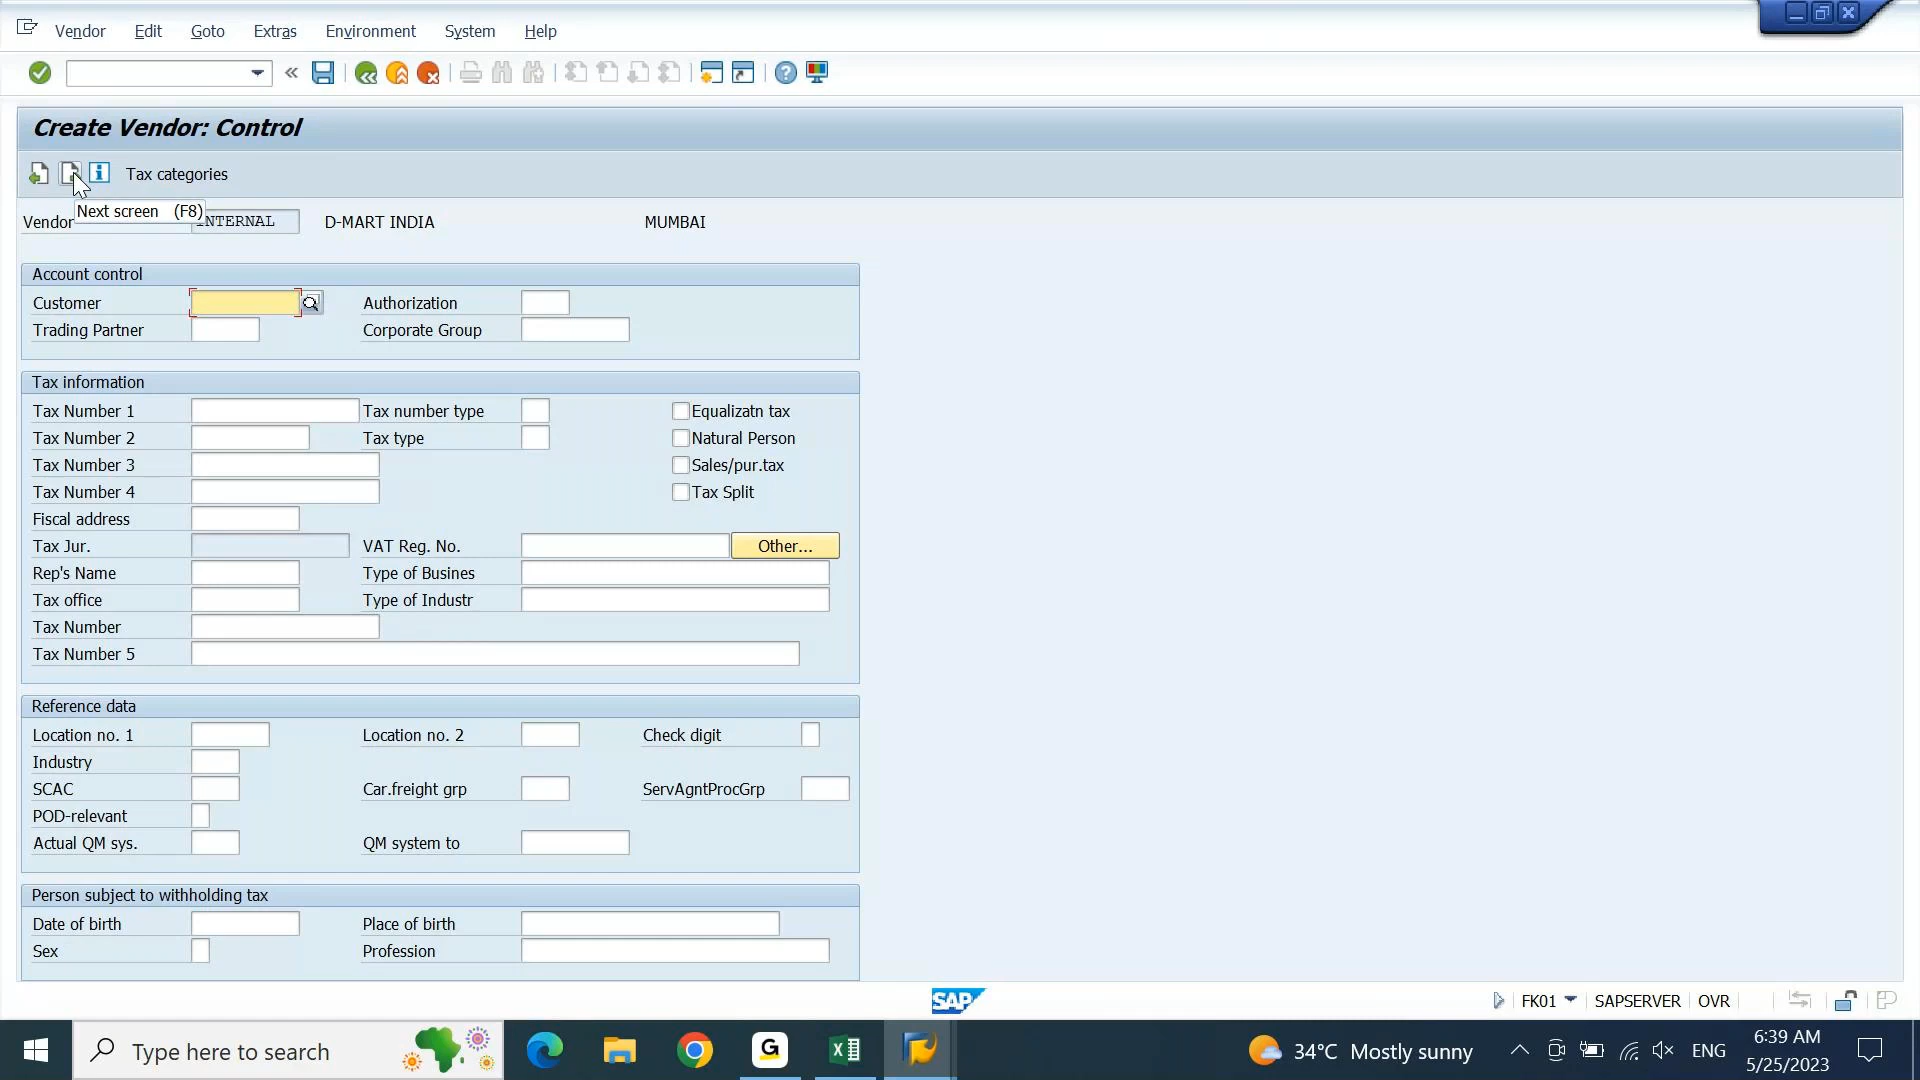 Vendor Edit Goto Extras Environment System Help
Create Vendor: Control
Tax categories
Next screen (F8)
Vendor INTERNAL D-MART INDIA MUMBAI
Account control
Customer Authorization
Trading Partner Corporate Group
Tax information
Tax Number 1 Tax number type Equalizatn tax
Tax Number 2 Tax type Natural Person
Tax Number 3 Sales/pur.tax
Tax Number 4 Tax Split
Fiscal address
Tax Jur. VAT Reg. No. Other...
Rep's Name Type of Busines
Tax office Type of Industr
Tax Number
Tax Number 5
Reference data
Location no. 1 Location no. 2 Check digit
Industry
SCAC Car.freight grp ServAgntProcGrp
POD-relevant
Actual QM sys. QM system to
Person subject to withholding tax
Date of birth Place of birth
Sex Profession
SAP FK01 SAPSERVER OVR
Type here to search G 34°C Mostly sunny ENG 6:39 AM
5/25/2023